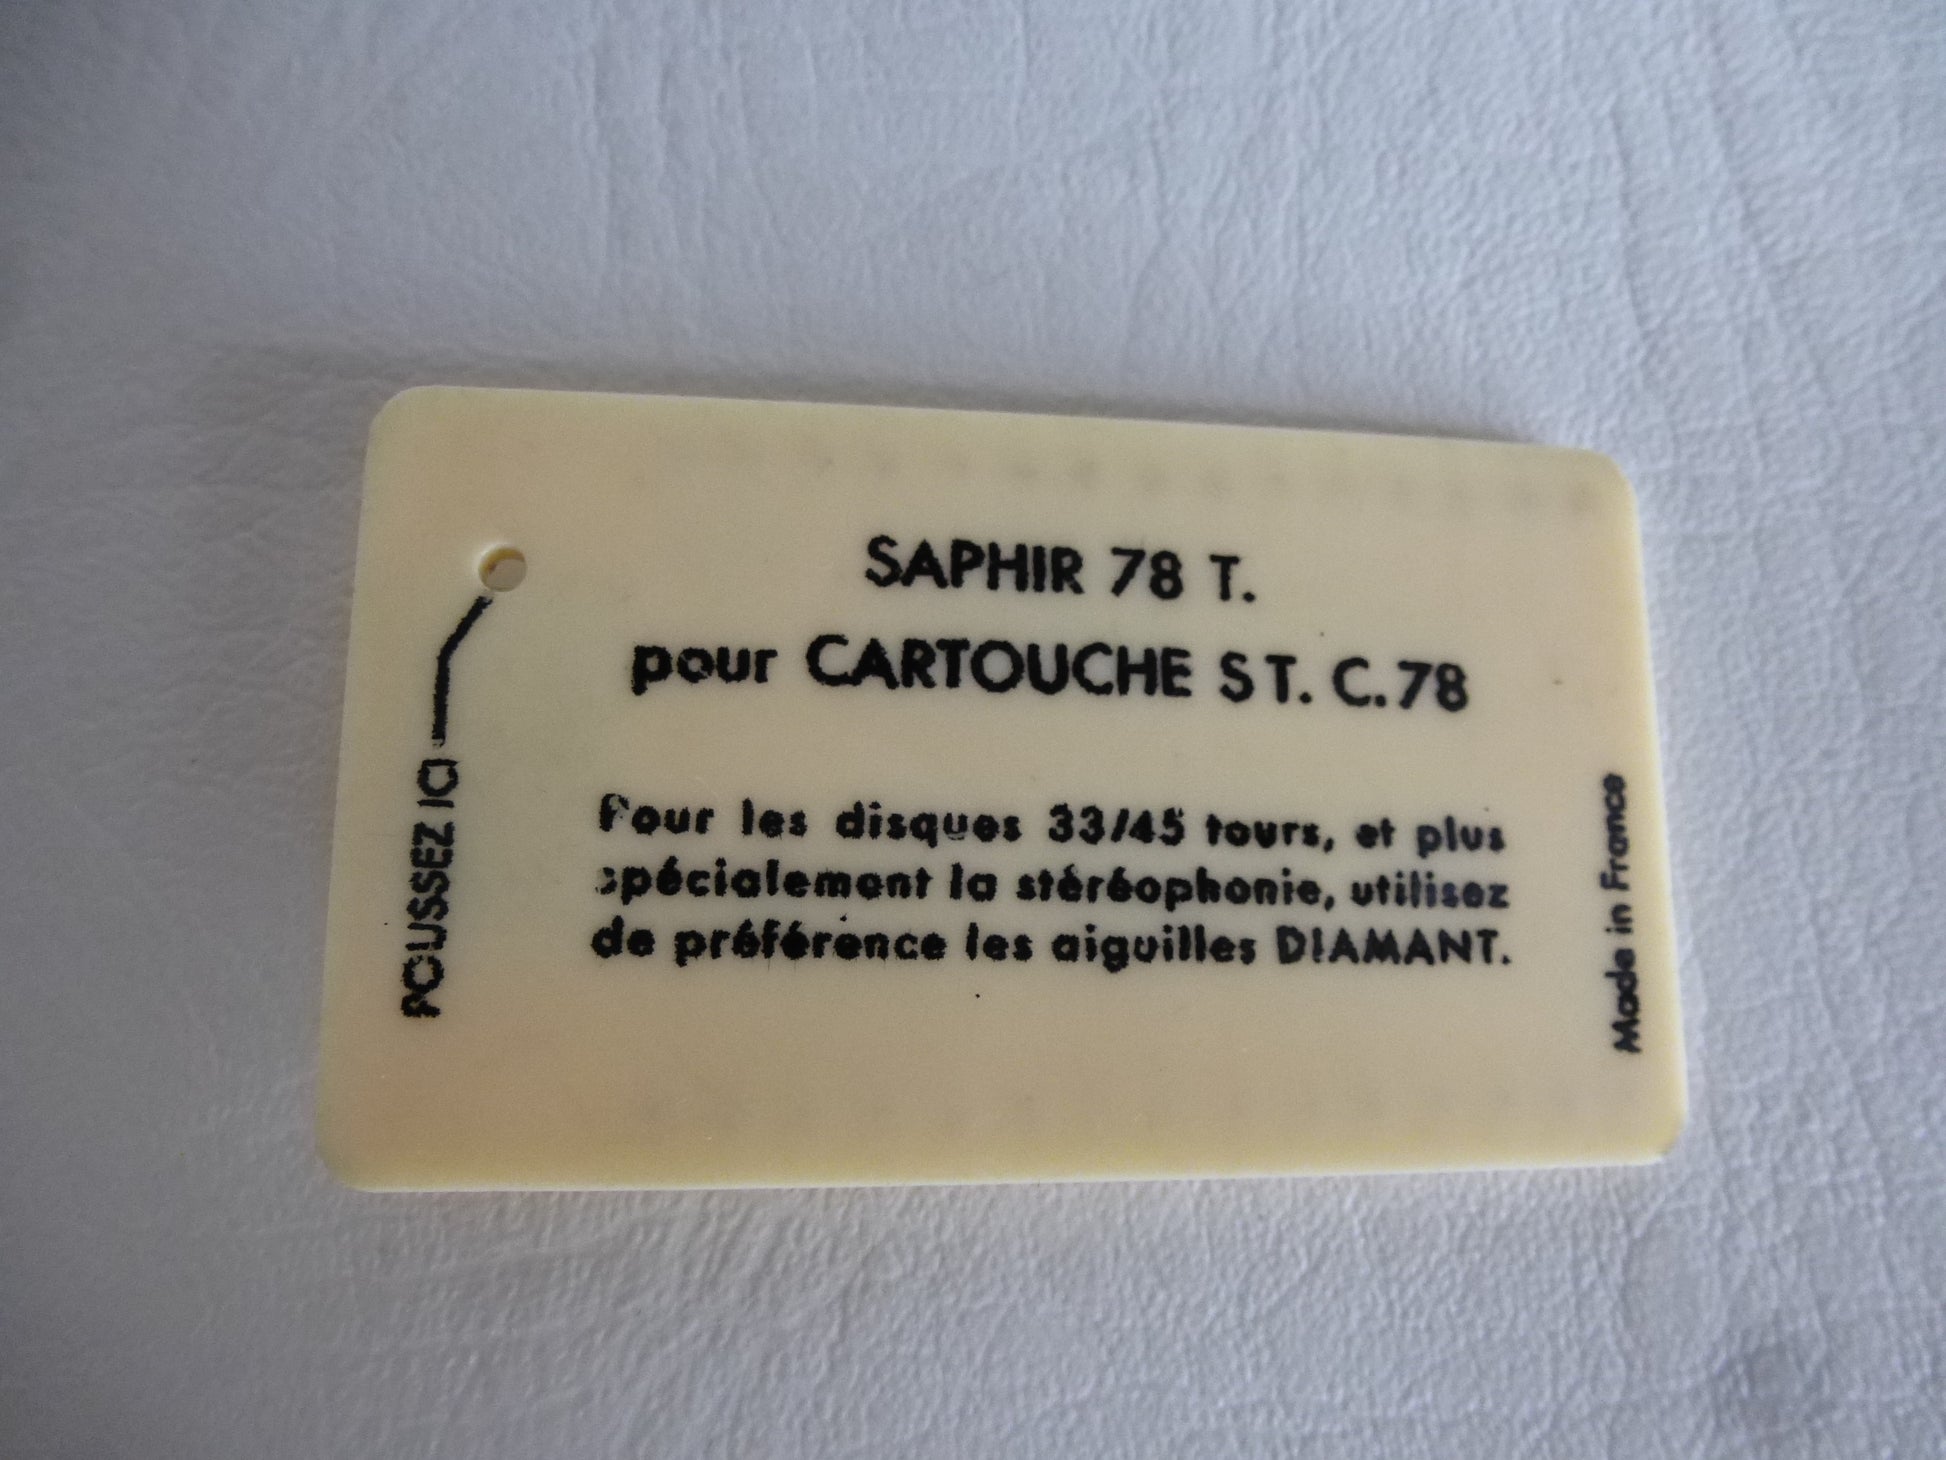 SAPHIR 78 T.
pour CARTOUCHE ST. C.78
Pour les disques 33/45 tours, et plus
spécialement la stéréophonie, utilisez
de préférence les aiguilles DIAMANT.
POUSSEZ ICI
Made in France